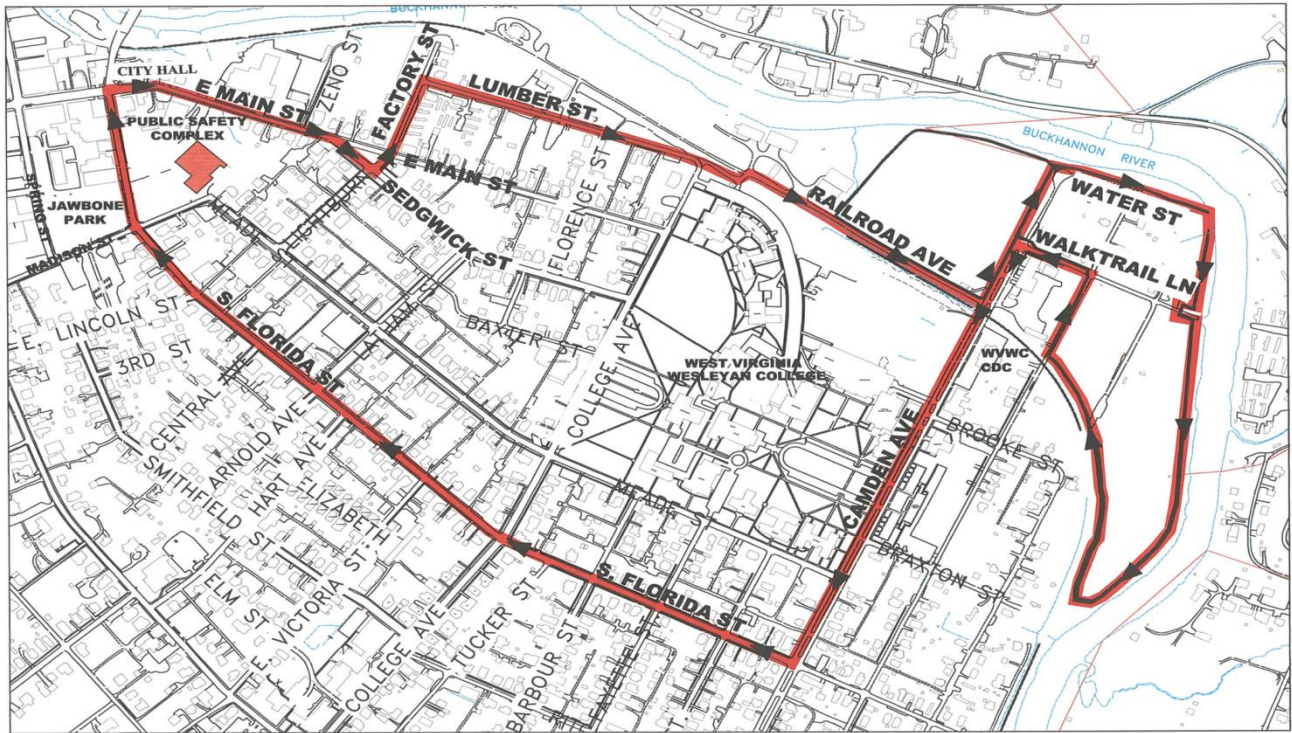 BUCKHANNON
CITY HALL
E MAIN ST
ZENO ST
FACTORY ST
LUMBER ST
PUBLIC SAFETY
COMPLEX
E MAIN ST
SEDGWICK ST
FLORENCE ST
BUCKHANNON RIVER
WATER ST
WALKTRAIL LN
RAILROAD AVE
SPRING ST
JAWBONE
PARK
MADISON ST
E. LINCOLN ST
3RD ST
S. FLORIDA ST
BAXTER ST
COLLEGE AVE
WEST VIRGINIA
WESLEYAN COLLEGE
WVWC
CDC
CENTRAL AVE
SMITHFIELD ST
ARNOLD AVE
HART AVE
ELIZABETH
CAMDEN AVE
BROOKE ST
MEADE ST
BRAXTON ST
S. FLORIDA ST
ELM ST
E. VICTORIA ST
COLLEGE AVE
TUCKER ST
BARBOUR ST